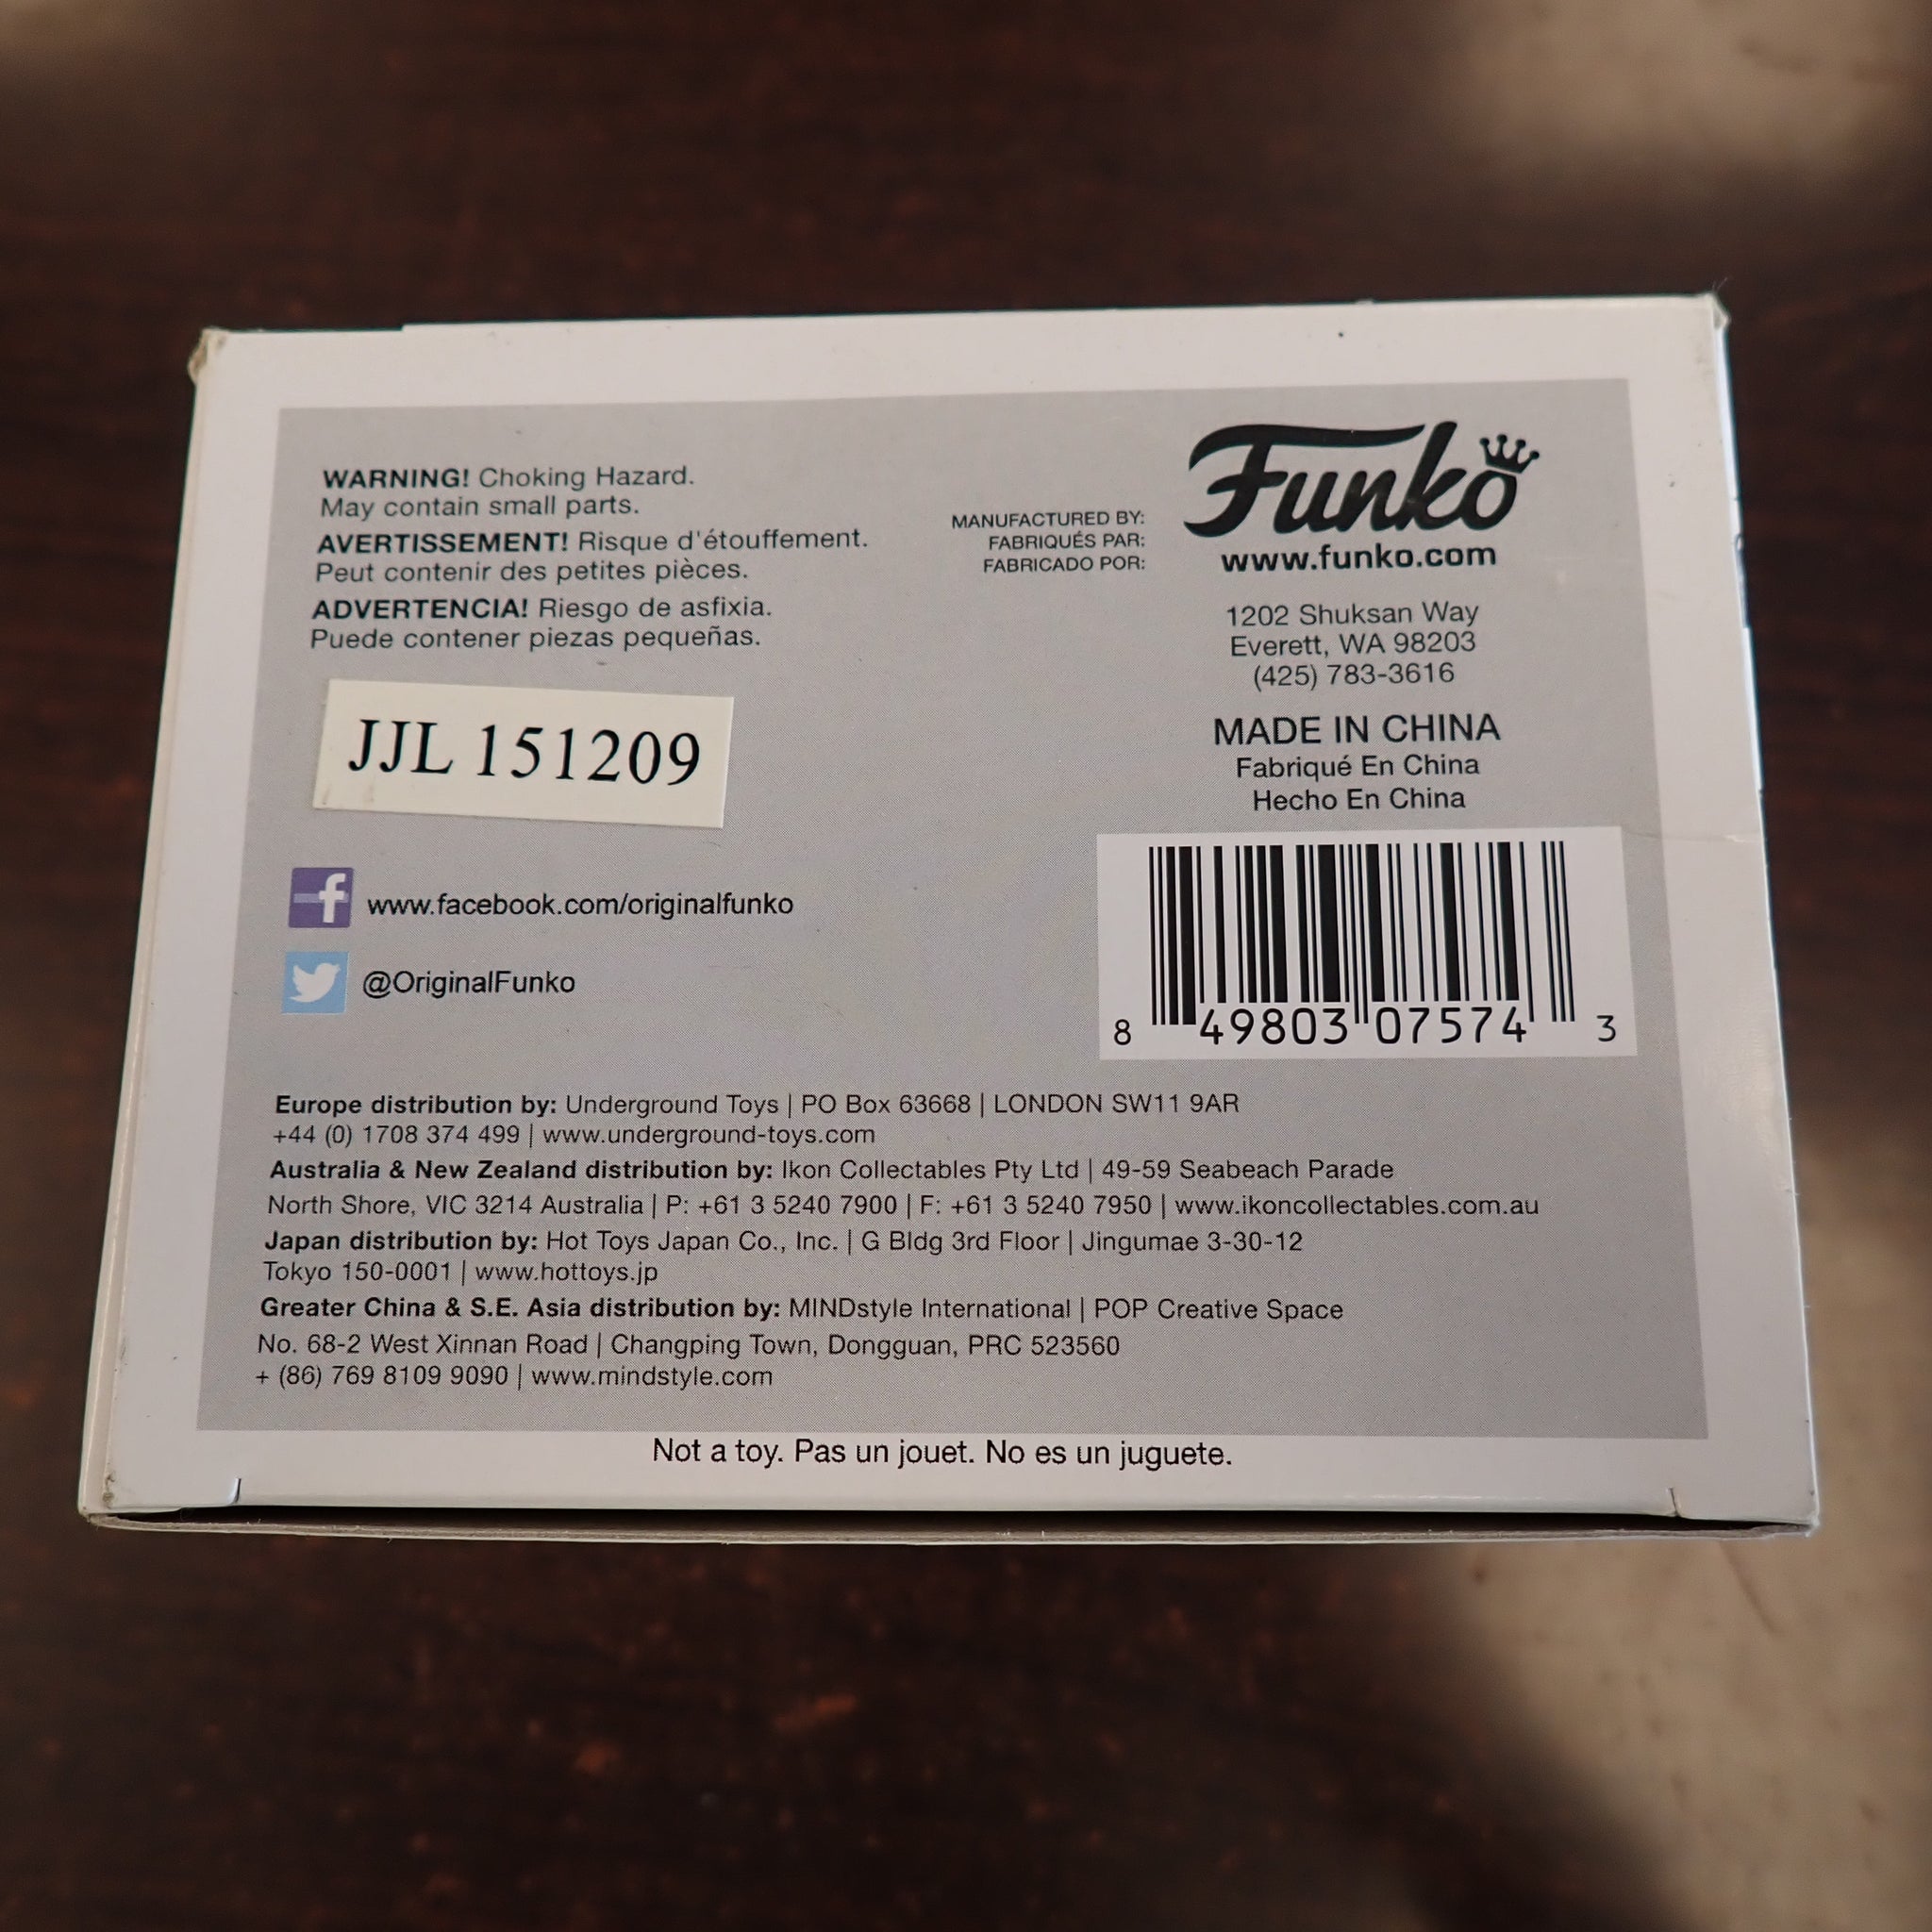 WARNING! Choking Hazard.
May contain small parts.
AVERTISSEMENT! Risque d'étouffement.
Peut contenir des petites pièces.
ADVERTENCIA! Riesgo de asfixia.
Puede contener piezas pequeñas.
JJL 151209
www.facebook.com/originalfunko
@OriginalFunko
MANUFACTURED BY:
FABRIQUÉS PAR:
FABRICADO POR:
Funko
www.funko.com
1202 Shuksan Way
Everett, WA 98203
(425) 783-3616
MADE IN CHINA
Fabriqué En China
Hecho En China
8 49803 07574 3
Europe distribution by: Underground Toys | PO Box 63668 | LONDON SW11 9AR
+44 (0) 1708 374 499 | www.underground-toys.com
Australia & New Zealand distribution by: Ikon Collectables Pty Ltd | 49-59 Seabeach Parade
North Shore, VIC 3214 Australia | P: +61 3 5240 7900 | F: +61 3 5240 7950 | www.ikoncollectables.com.au
Japan distribution by: Hot Toys Japan Co., Inc. | G Bldg 3rd Floor | Jingumae 3-30-12
Tokyo 150-0001 | www.hottoys.jp
Greater China & S.E. Asia distribution by: MINDstyle International | POP Creative Space
No. 68-2 West Xinnan Road | Changping Town, Dongguan, PRC 523560
+ (86) 769 8109 9090 | www.mindstyle.com
Not a toy. Pas un jouet. No es un juguete.